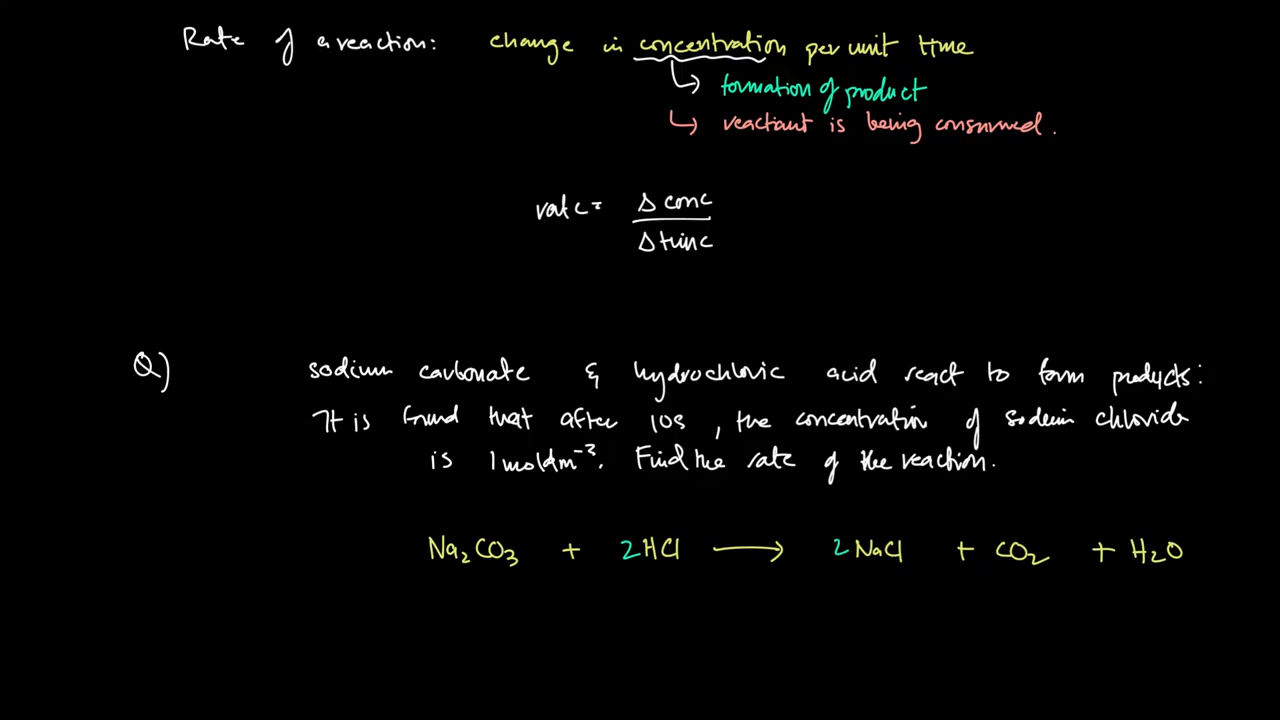 Rate of a reaction: change in concentration per unit time
↳ formation of product
↳ reactant is being consumed.
rate = Δ conc
Δ time
Q) sodium carbonate & hydrochloric acid react to form products:
It is found that after 10s, the concentration of sodium chloride
is 1 mol dm⁻³. Find the rate of the reaction.
Na₂CO₃ + 2HCl ⟶ 2NaCl + CO₂ + H₂O